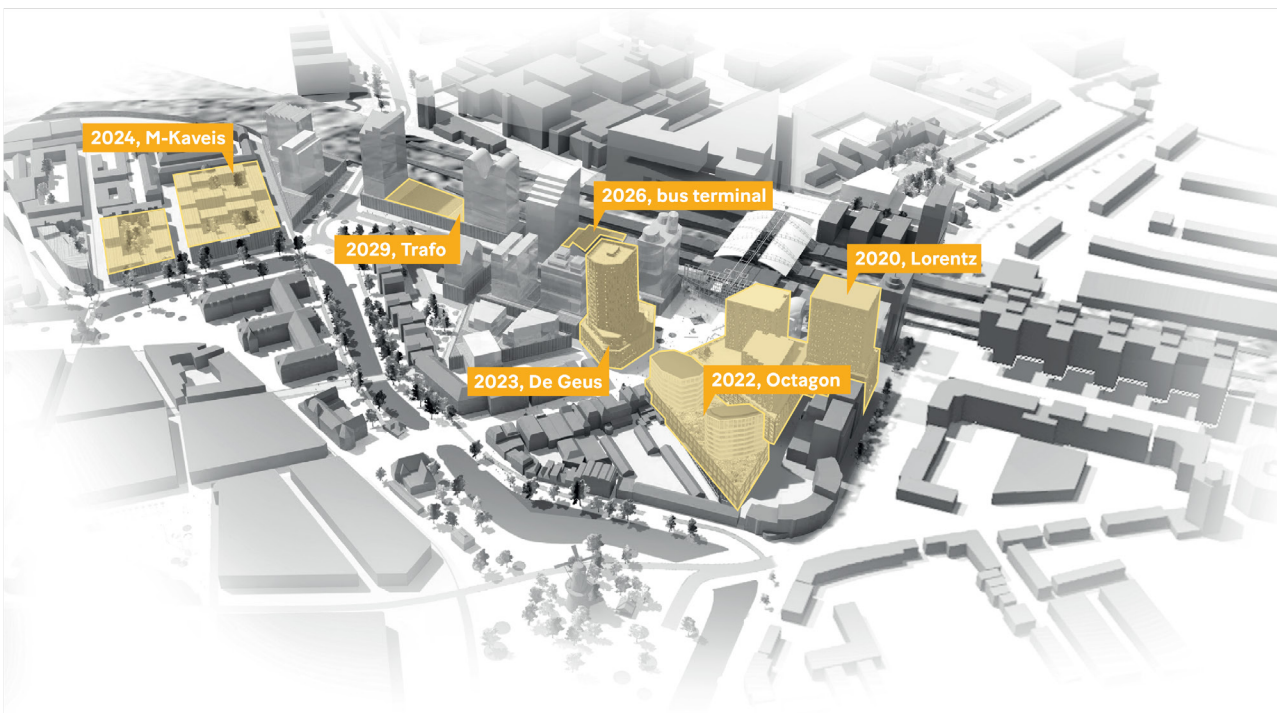 2024, M-Kaveis
2026, bus terminal
2029, Trafo
2020, Lorentz
2023, De Geus
2022, Octagon